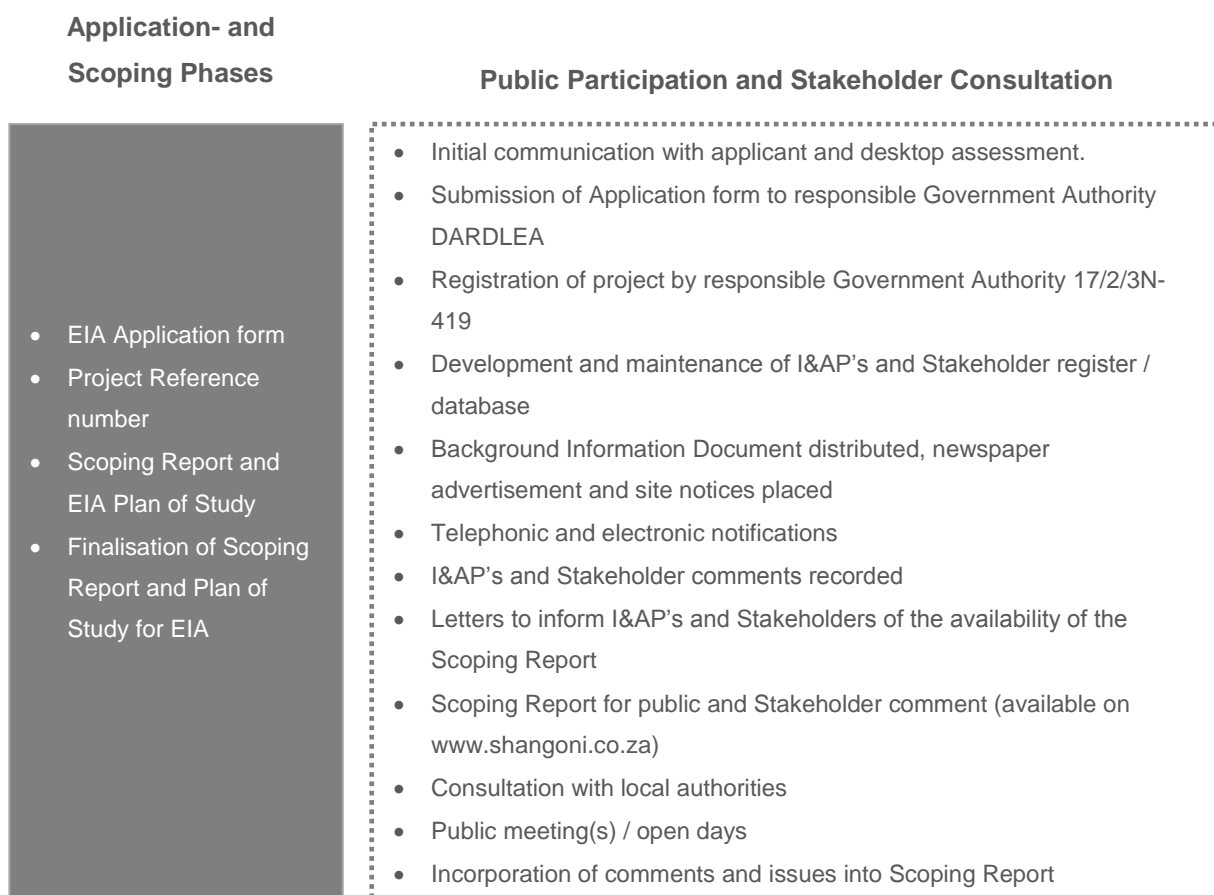 Application- and
Scoping Phases
Public Participation and Stakeholder Consultation
• EIA Application form
• Project Reference
number
• Scoping Report and
EIA Plan of Study
• Finalisation of Scoping
Report and Plan of
Study for EIA
• Initial communication with applicant and desktop assessment.
• Submission of Application form to responsible Government Authority
DARDLEA
• Registration of project by responsible Government Authority 17/2/3N-
419
• Development and maintenance of I&AP’s and Stakeholder register /
database
• Background Information Document distributed, newspaper
advertisement and site notices placed
• Telephonic and electronic notifications
• I&AP’s and Stakeholder comments recorded
• Letters to inform I&AP’s and Stakeholders of the availability of the
Scoping Report
• Scoping Report for public and Stakeholder comment (available on
www.shangoni.co.za)
• Consultation with local authorities
• Public meeting(s) / open days
• Incorporation of comments and issues into Scoping Report